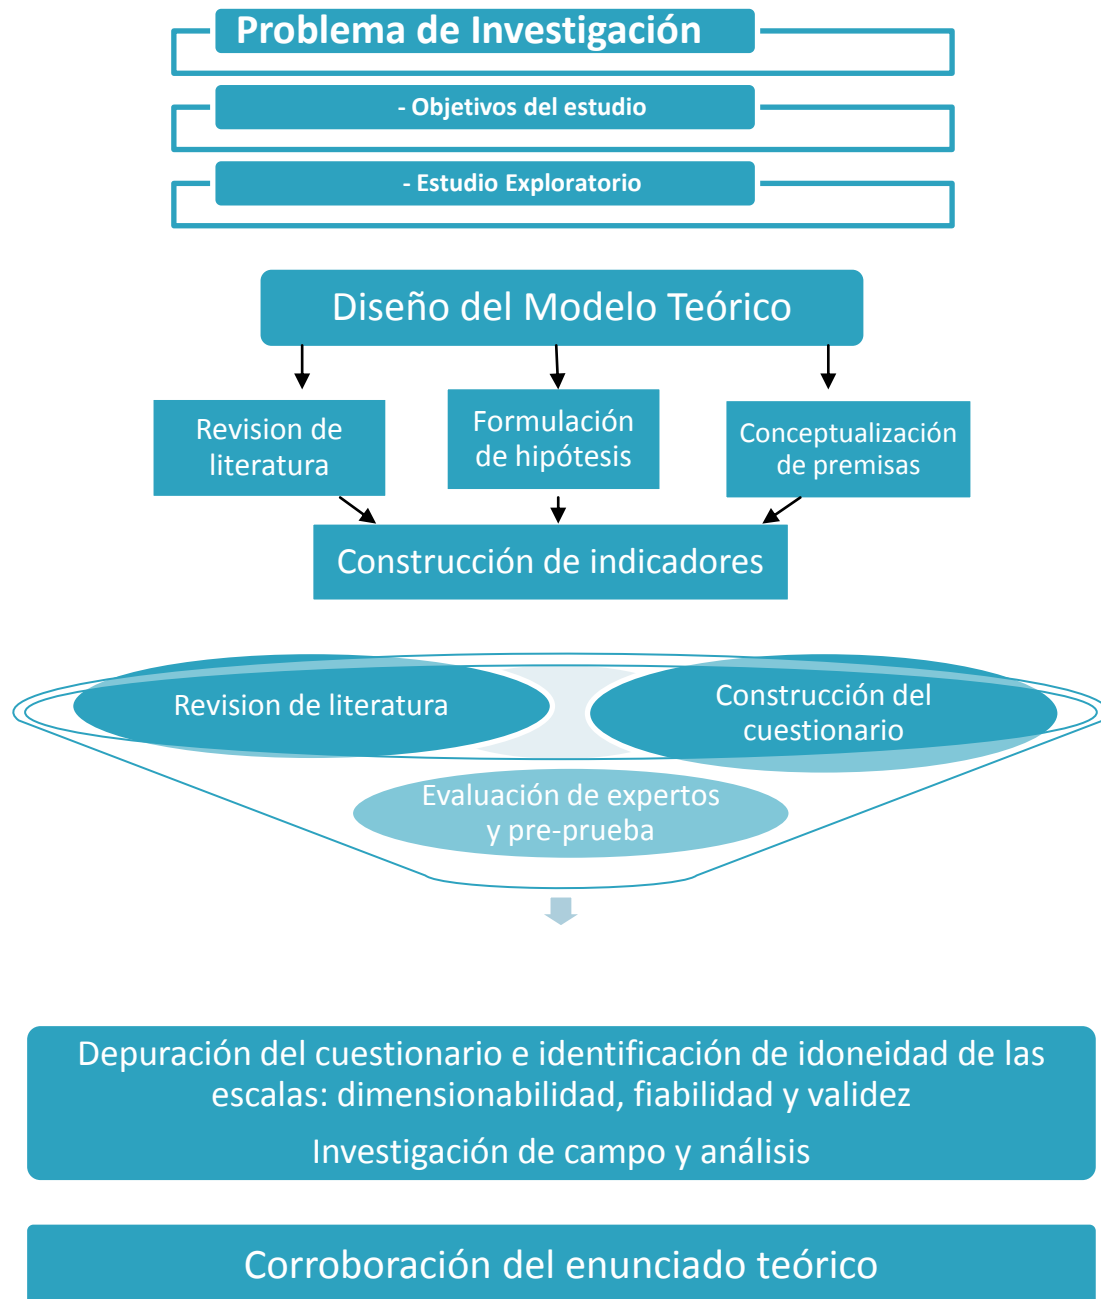 Problema de Investigación
- Objetivos del estudio
- Estudio Exploratorio
Diseño del Modelo Teórico
Revision de
literatura
Formulación
de hipótesis
Conceptualización
de premisas
Construcción de indicadores
Revision de literatura
Construcción del
cuestionario
Evaluación de expertos
y pre-prueba
Depuración del cuestionario e identificación de idoneidad de las
escalas: dimensionabilidad, fiabilidad y validez
Investigación de campo y análisis
Corroboración del enunciado teórico